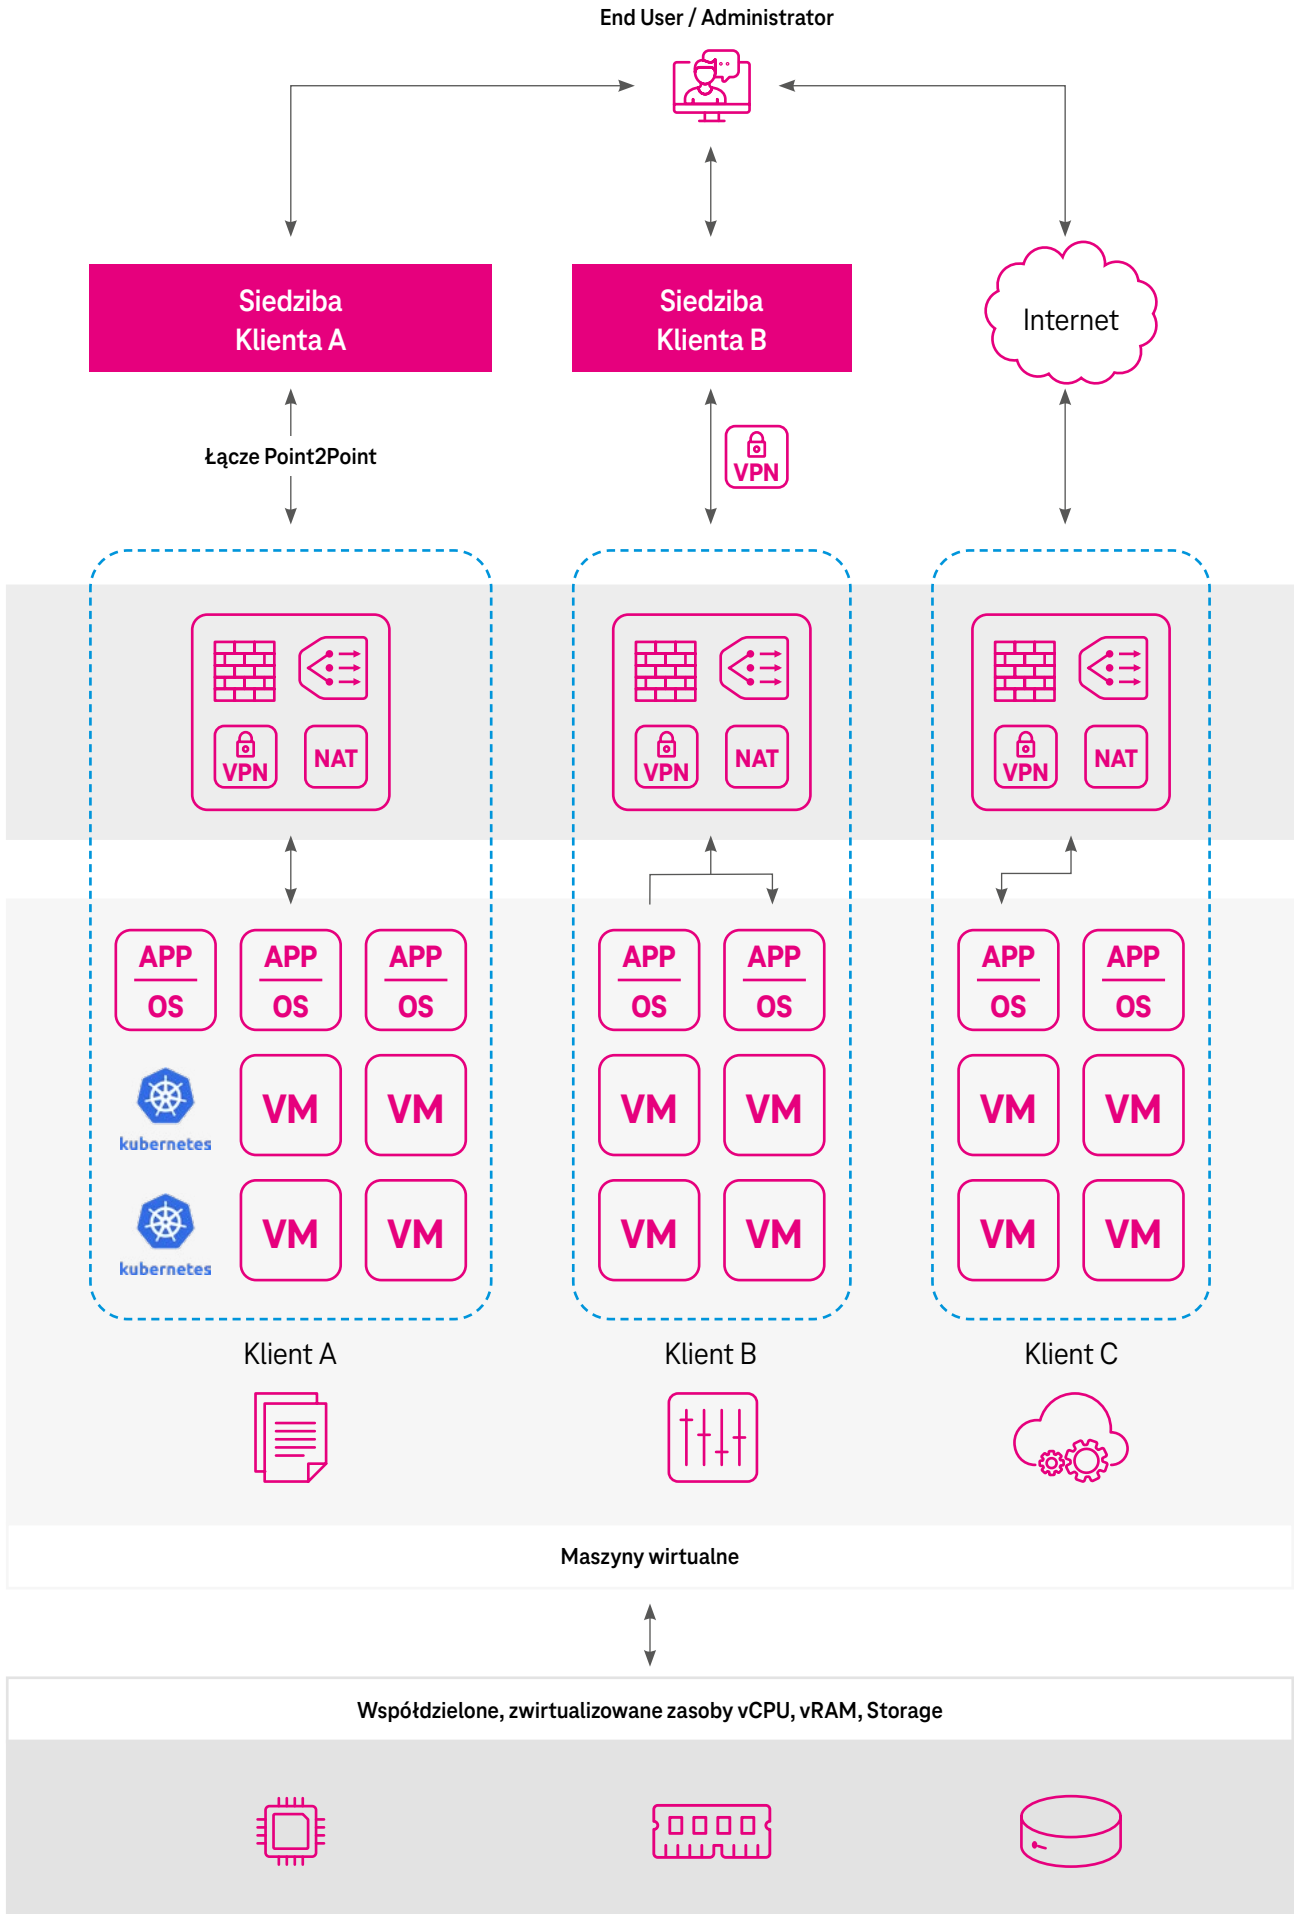 End User / Administrator
Siedziba
Klienta A
Siedziba
Klienta B
Internet
Łącze Point2Point
VPN
VPN NAT
VPN NAT
VPN NAT
APP APP APP APP APP APP APP
OS OS OS OS OS OS OS
kubernetes VM VM VM VM VM VM
kubernetes VM VM VM VM VM VM
Klient A
Klient B
Klient C
Maszyny wirtualne
Współdzielone, zwirtualizowane zasoby vCPU, vRAM, Storage